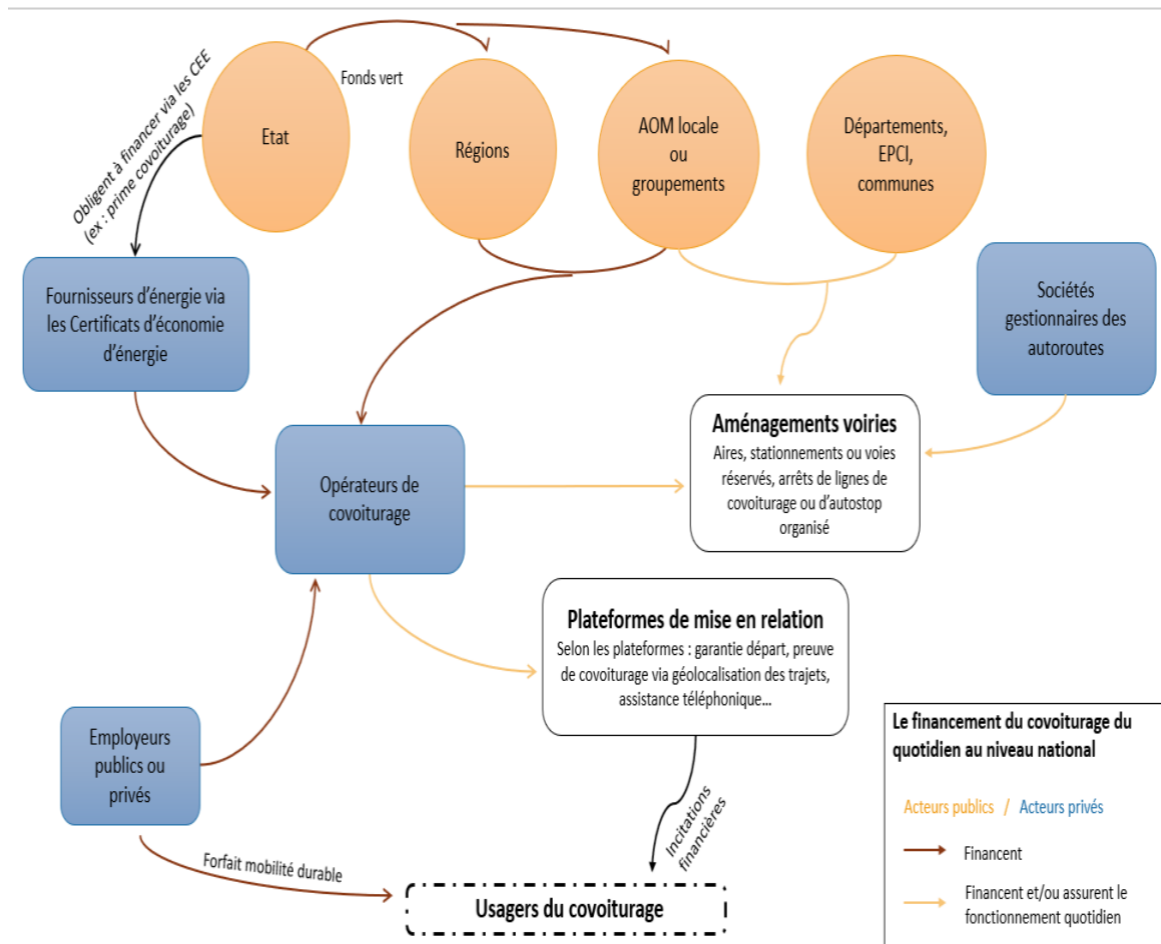 Obligent à financer via les CEE
(ex : prime covoiturage)
Etat
Fonds vert
Régions
AOM locale
ou
groupements
Départements,
EPCI,
communes
Fournisseurs d'énergie via
les Certificats d'économie
d'énergie
Sociétés
gestionnaires des
autoroutes
Opérateurs de
covoiturage
Aménagements voiries
Aires, stationnements ou voies
réservés, arrêts de lignes de
covoiturage ou d'autostop
organisé
Plateformes de mise en relation
Selon les plateformes : garantie départ, preuve
de covoiturage via géolocalisation des trajets,
assistance téléphonique...
Employeurs
publics ou
privés
Forfait mobilité durable
Incitations
financières
Usagers du covoiturage
Le financement du covoiturage du
quotidien au niveau national
Acteurs publics / Acteurs privés
Financent
Financent et/ou assurent le
fonctionnement quotidien